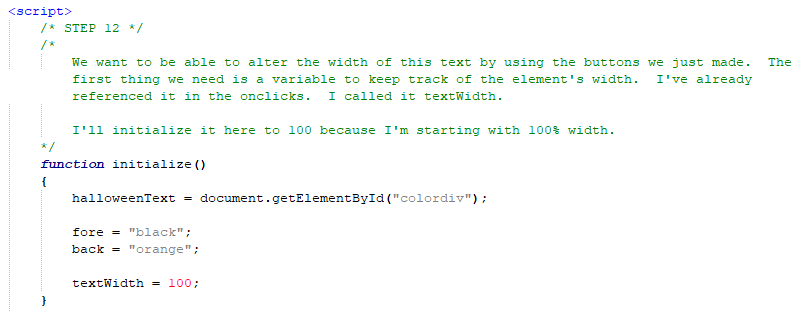 <script>
/* STEP 12 */
/*
We want to be able to alter the width of this text by using the buttons we just made.  The
first thing we need is a variable to keep track of the element's width.  I've already
referenced it in the onclicks.  I called it textWidth.
I'll initialize it here to 100 because I'm starting with 100% width.
*/
function initialize()
{
halloweenText = document.getElementById("colordiv");
fore = "black";
back = "orange";
textWidth = 100;
}